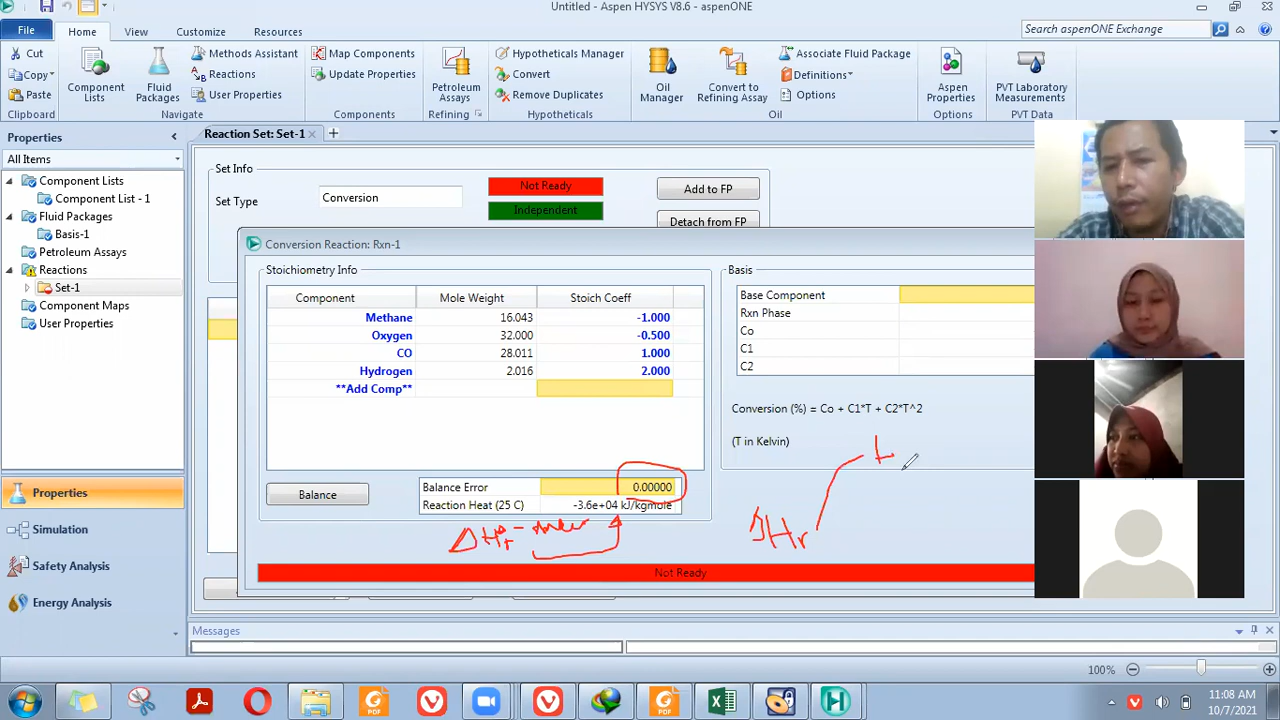 Untitled - Aspen HYSYS V8.6 - aspenONE
File
Home
View
Customize
Resources
Search aspenONE Exchange
Cut
Copy
Paste
Clipboard
Component Lists
Fluid Packages
Methods Assistant
Reactions
User Properties
Navigate
Map Components
Update Properties
Components
Petroleum Assays
Refining
Hypotheticals Manager
Convert
Remove Duplicates
Hypotheticals
Oil Manager
Convert to Refining Assay
Associate Fluid Package
Definitions
Options
Oil
Aspen Properties
Options
PVT Laboratory Measurements
PVT Data
Properties
All Items
Component Lists
Component List - 1
Fluid Packages
Basis-1
Petroleum Assays
Reactions
Set-1
Component Maps
User Properties
Properties
Simulation
Safety Analysis
Energy Analysis
Reaction Set: Set-1
Set Info
Set Type
Conversion
Not Ready
Independent
Add to FP
Detach from FP
Conversion Reaction: Rxn-1
Stoichiometry Info
Component Mole Weight Stoich Coeff
Methane 16.043 -1.000
Oxygen 32.000 -0.500
CO 28.011 1.000
Hydrogen 2.016 2.000
**Add Comp**
Balance
Balance Error 0.00000
Reaction Heat (25 C) -3.6e+04 kJ/kgmole
Basis
Base Component
Rxn Phase
Co
C1
C2
Conversion (%) = Co + C1*T + C2*T^2
(T in Kelvin)
ΔHr
Not Ready
Messages
100%
11:08 AM
10/7/2021